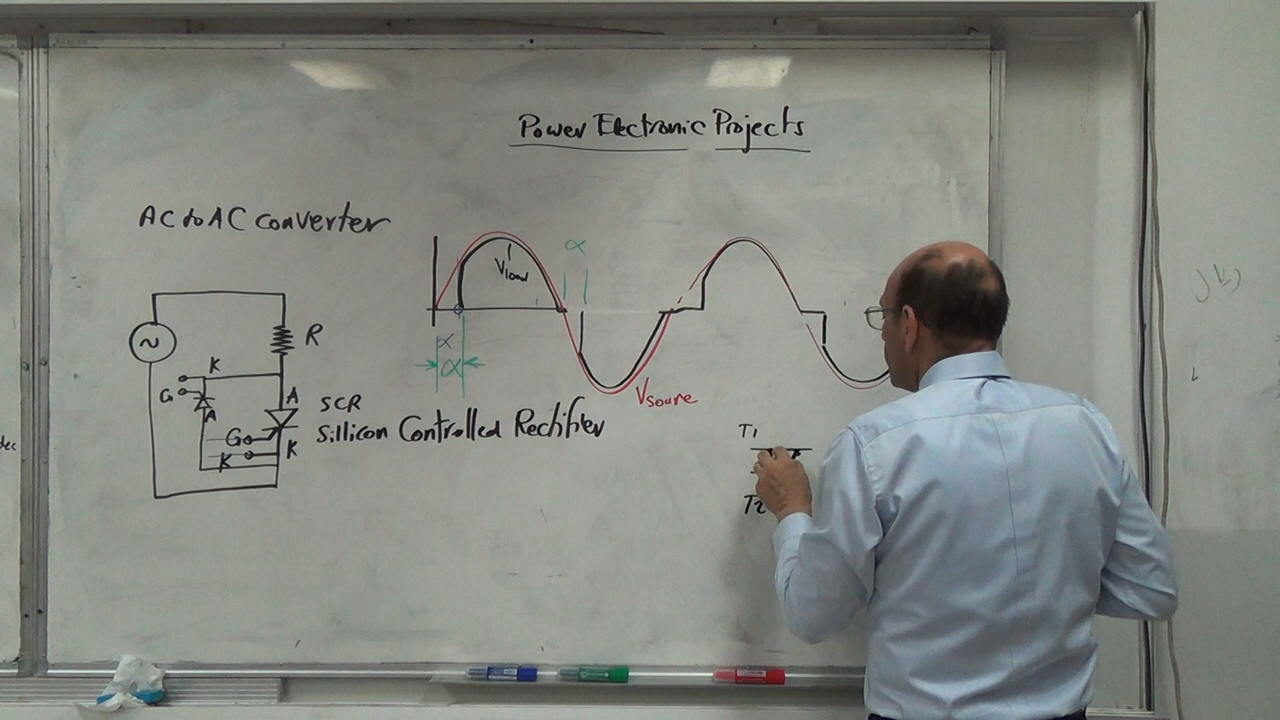 Power Electronic Projects
AC to AC converter
α
Vload
R
α
α
K
G
A
A
SCR
Sillicon Controlled Rectifier
G
K
K
Vsource
T1
T2